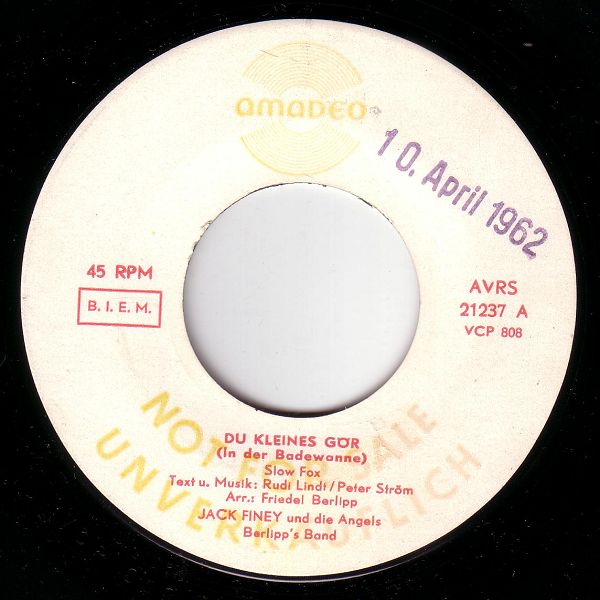 amadeo
10. April 1962
45 RPM
B. I. E. M.
AVRS
21237 A
VCP 808
NOT FOR SALE
UNVERKÄUFLICH
DU KLEINES GÖR
(In der Badewanne)
Slow Fox
Text u. Musik: Rudi Lindt/Peter Ström
Arr.: Friedel Berlipp
JACK FINEY und die Angels
Berlipp's Band